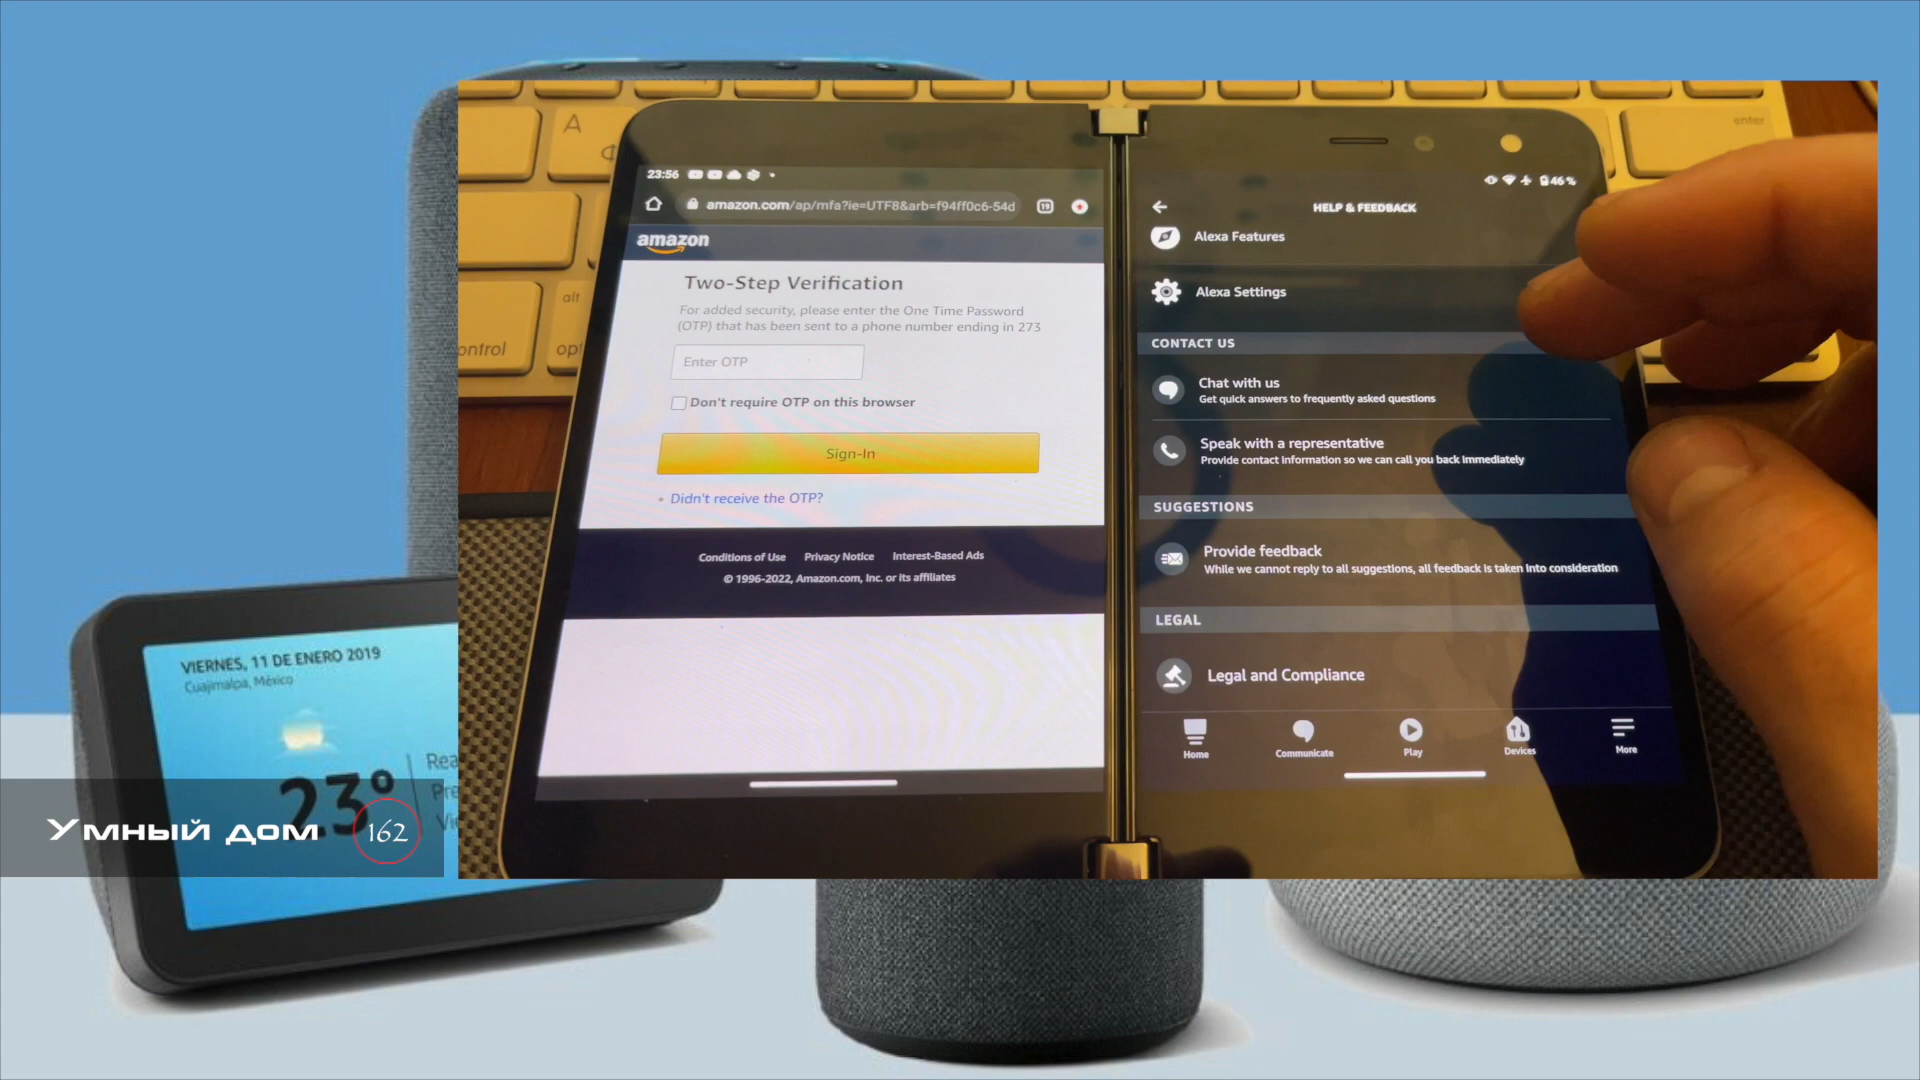 A
enter
alt
control
23:56
46%
amazon.com/ap/mfa?ie=UTF8&arb=f94ff0c6-54d
19
amazon
Two-Step Verification
For added security, please enter the One Time Password
(OTP) that has been sent to a phone number ending in 273
Enter OTP
Don't require OTP on this browser
Sign-In
Didn't receive the OTP?
Conditions of Use Privacy Notice Interest-Based Ads
© 1996-2022, Amazon.com, Inc. or its affiliates
HELP & FEEDBACK
Alexa Features
Alexa Settings
CONTACT US
Chat with us
Get quick answers to frequently asked questions
Speak with a representative
Provide contact information so we can call you back immediately
SUGGESTIONS
Provide feedback
While we cannot reply to all suggestions, all feedback is taken into consideration
LEGAL
Legal and Compliance
Home Communicate Play Devices More
VIERNES, 11 DE ENERO 2019
Cuajimalpa, México
23°
Умный дом 162